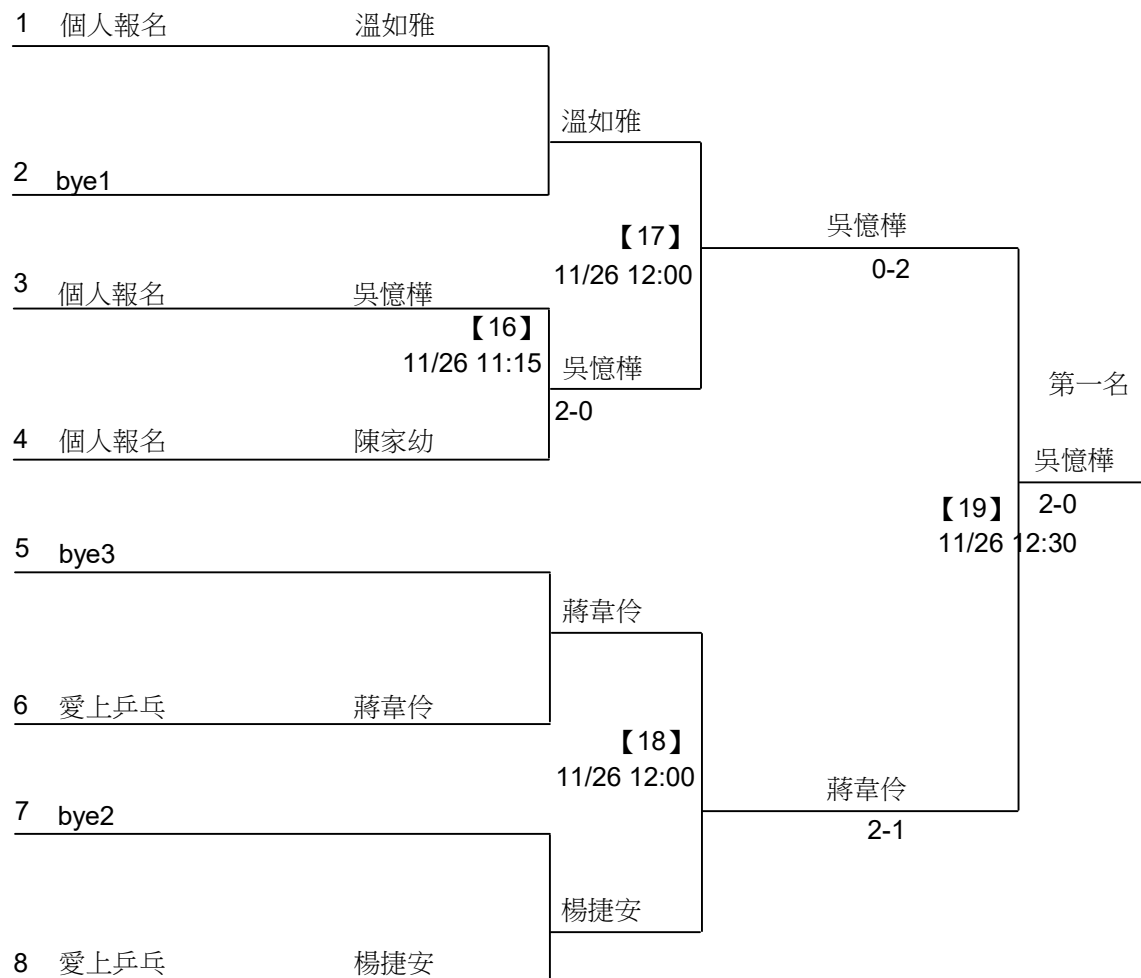 1 個人報名 溫如雅
溫如雅
2 bye1
【17】
11/26 12:00
吳憶樺
0-2
3 個人報名 吳憶樺
【16】
11/26 11:15
吳憶樺
2-0
第一名
4 個人報名 陳家幼
吳憶樺
【19】 2-0
11/26 12:30
5 bye3
蔣韋伶
6 愛上乒乓 蔣韋伶
【18】
11/26 12:00
蔣韋伶
2-1
7 bye2
楊捷安
8 愛上乒乓 楊捷安